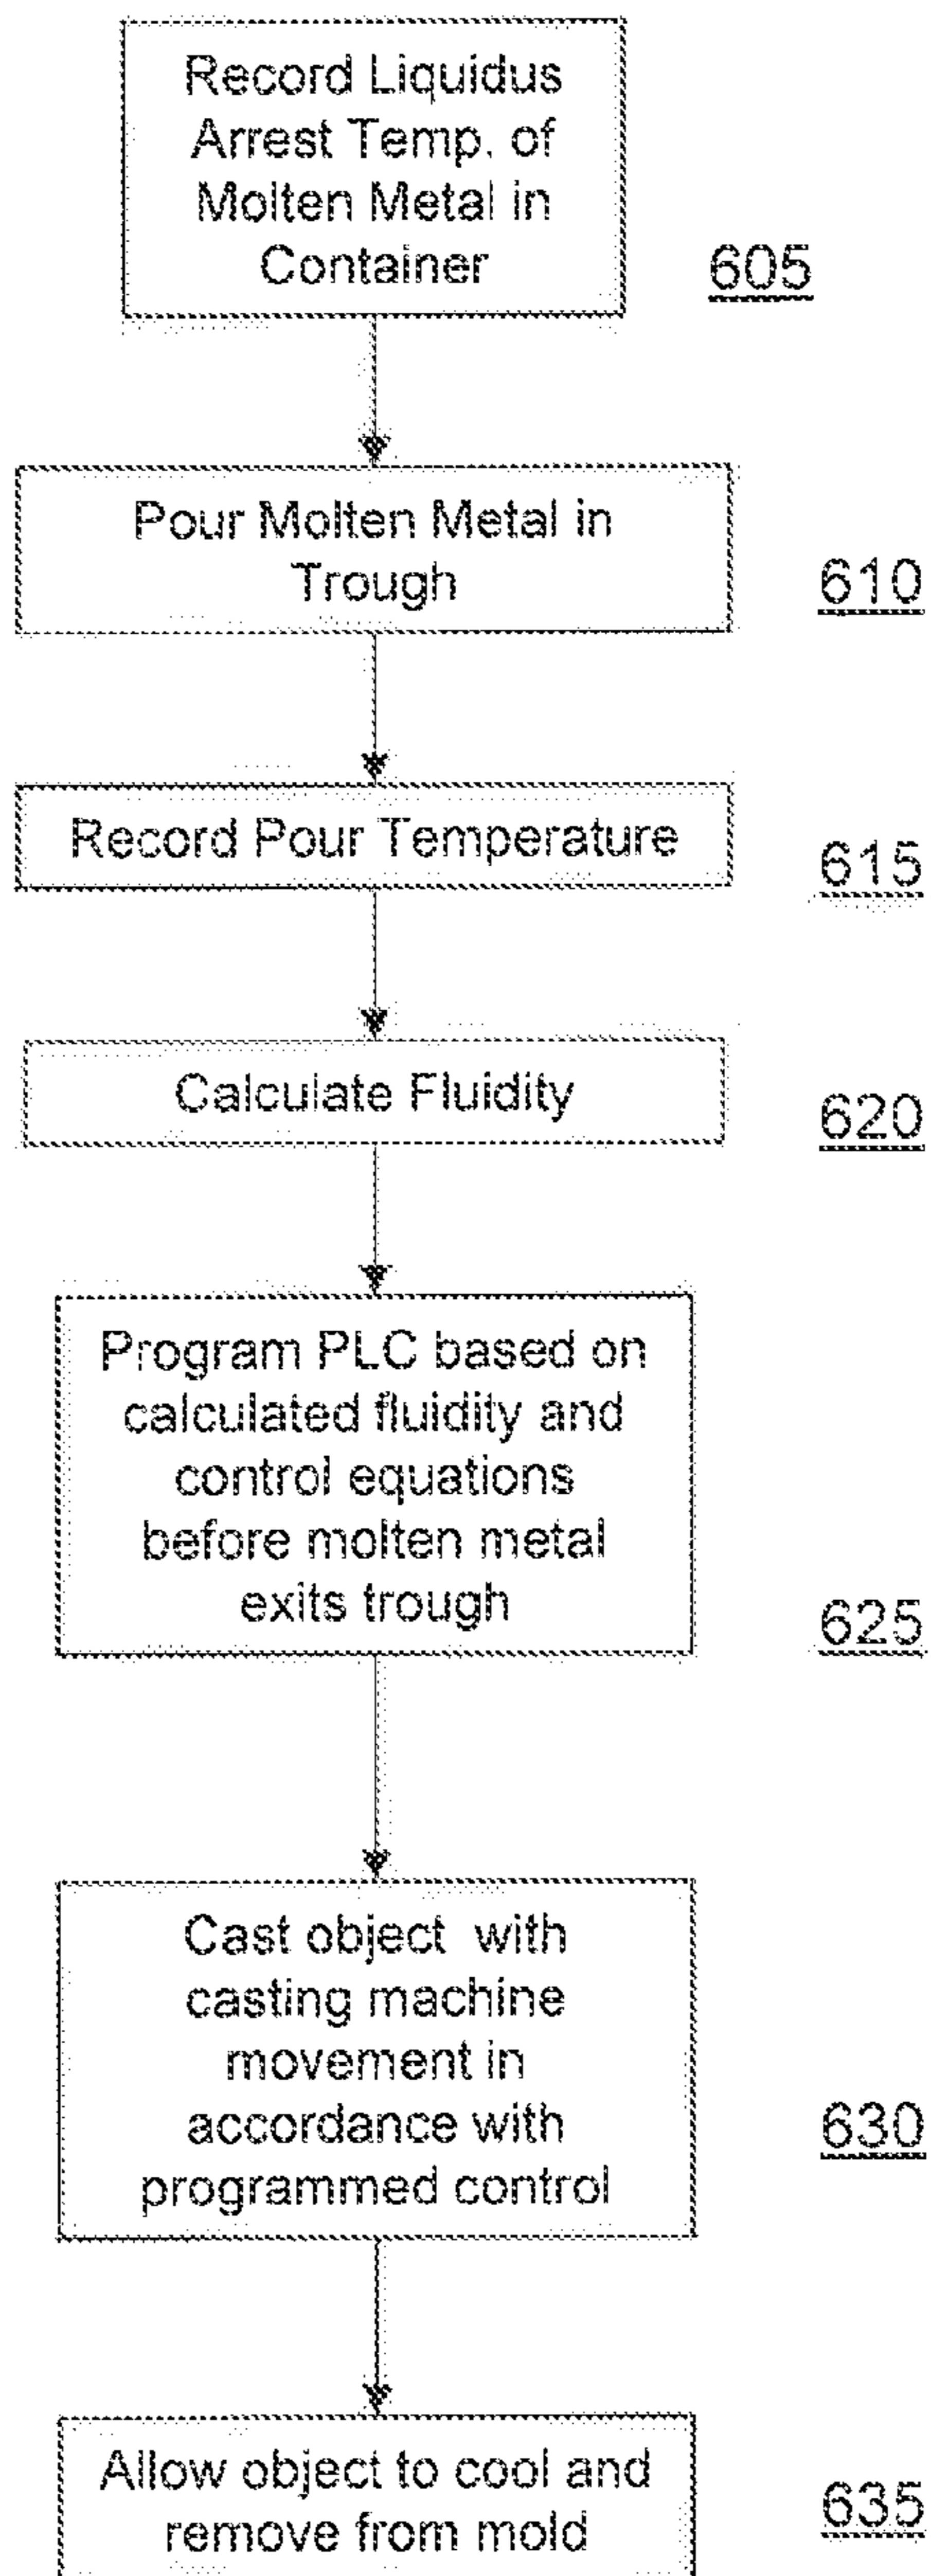 Record Liquidus
Arrest Temp. of
Molten Metal in
Container
605
Pour Molten Metal in
Trough
610
Record Pour Temperature
615
Calculate Fluidity
620
Program PLC based on
calculated fluidity and
control equations
before molten metal
exits trough
625
Cast object with
casting machine
movement in
accordance with
programmed control
630
Allow object to cool and
remove from mold
635